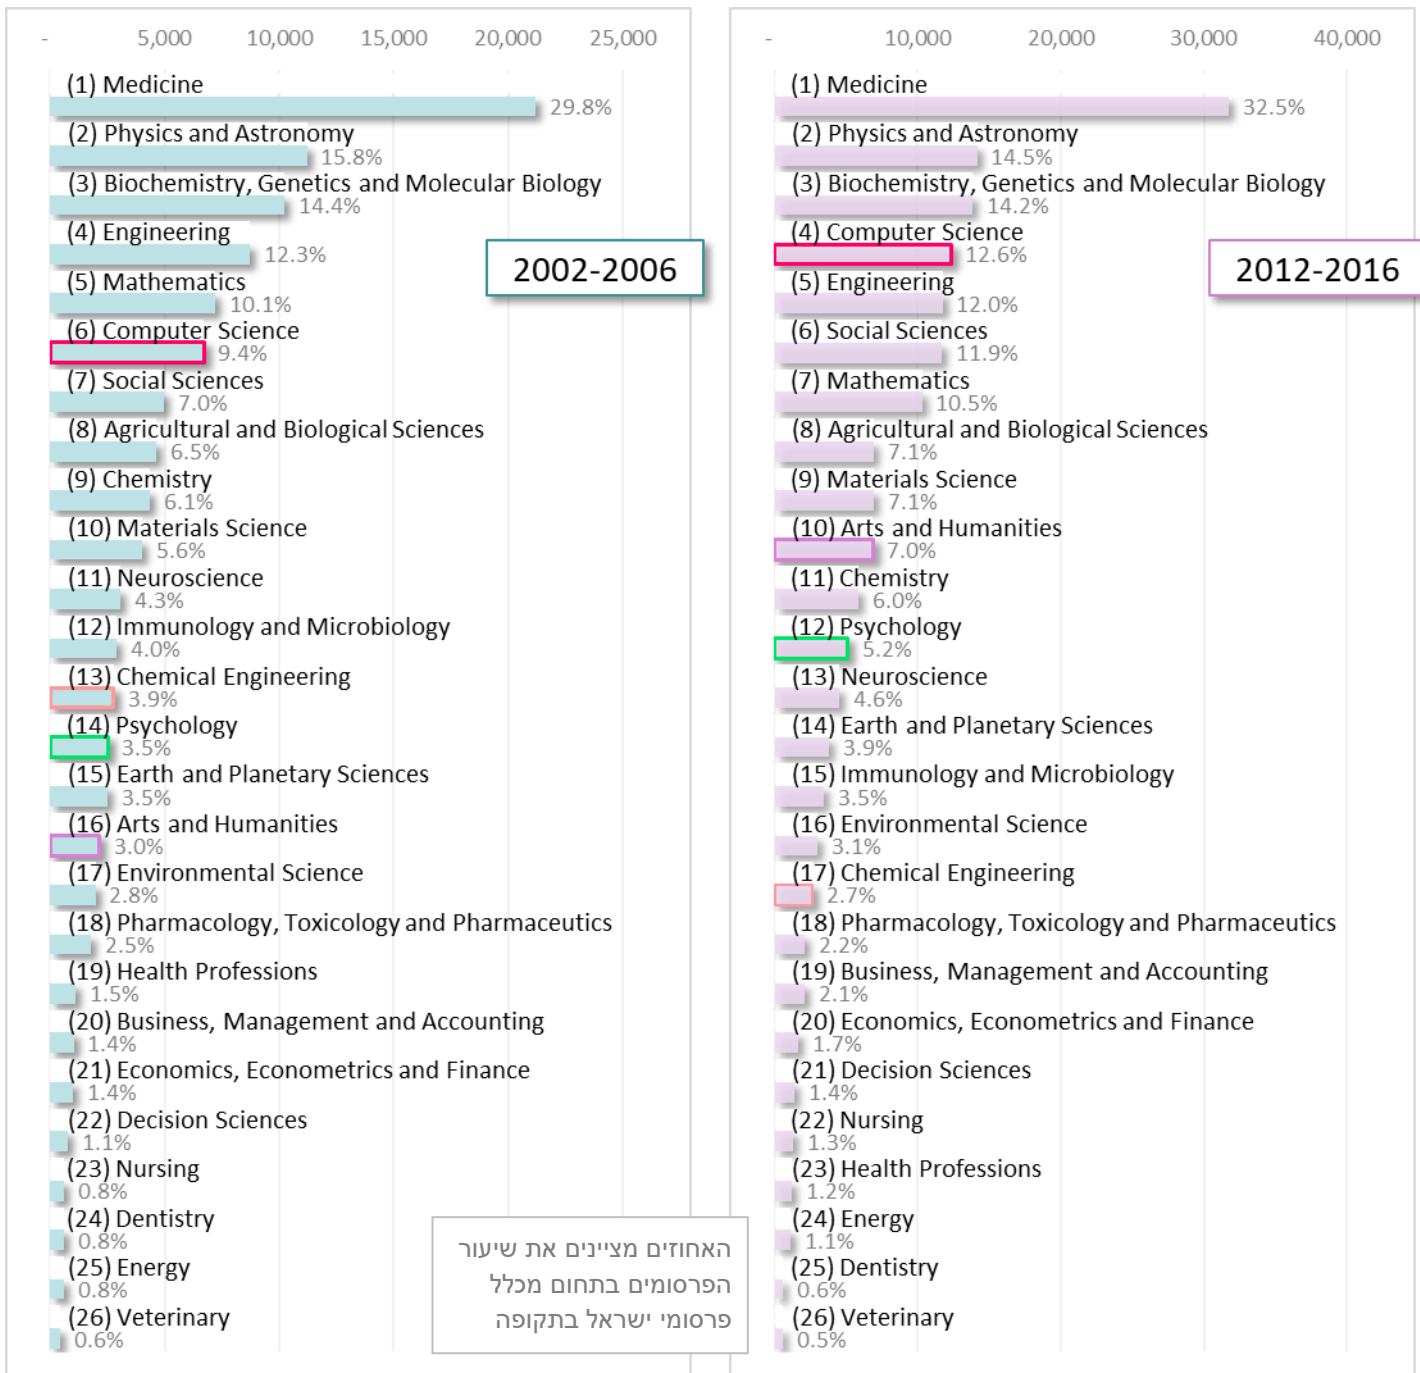 - 5,000 10,000 15,000 20,000 25,000
(1) Medicine
29.8%
(2) Physics and Astronomy
15.8%
(3) Biochemistry, Genetics and Molecular Biology
14.4%
(4) Engineering
12.3%
2002-2006
(5) Mathematics
10.1%
(6) Computer Science
9.4%
(7) Social Sciences
7.0%
(8) Agricultural and Biological Sciences
6.5%
(9) Chemistry
6.1%
(10) Materials Science
5.6%
(11) Neuroscience
4.3%
(12) Immunology and Microbiology
4.0%
(13) Chemical Engineering
3.9%
(14) Psychology
3.5%
(15) Earth and Planetary Sciences
3.5%
(16) Arts and Humanities
3.0%
(17) Environmental Science
2.8%
(18) Pharmacology, Toxicology and Pharmaceutics
2.5%
(19) Health Professions
1.5%
(20) Business, Management and Accounting
1.4%
(21) Economics, Econometrics and Finance
1.4%
(22) Decision Sciences
1.1%
(23) Nursing
0.8%
(24) Dentistry
0.8%
(25) Energy
0.8%
(26) Veterinary
0.6%
האחוזים מציינים את שיעור
הפרסומים בתחום מכלל
פרסומי ישראל בתקופה
- 10,000 20,000 30,000 40,000
(1) Medicine
32.5%
(2) Physics and Astronomy
14.5%
(3) Biochemistry, Genetics and Molecular Biology
14.2%
(4) Computer Science
12.6%
2012-2016
(5) Engineering
12.0%
(6) Social Sciences
11.9%
(7) Mathematics
10.5%
(8) Agricultural and Biological Sciences
7.1%
(9) Materials Science
7.1%
(10) Arts and Humanities
7.0%
(11) Chemistry
6.0%
(12) Psychology
5.2%
(13) Neuroscience
4.6%
(14) Earth and Planetary Sciences
3.9%
(15) Immunology and Microbiology
3.5%
(16) Environmental Science
3.1%
(17) Chemical Engineering
2.7%
(18) Pharmacology, Toxicology and Pharmaceutics
2.2%
(19) Business, Management and Accounting
2.1%
(20) Economics, Econometrics and Finance
1.7%
(21) Decision Sciences
1.4%
(22) Nursing
1.3%
(23) Health Professions
1.2%
(24) Energy
1.1%
(25) Dentistry
0.6%
(26) Veterinary
0.5%